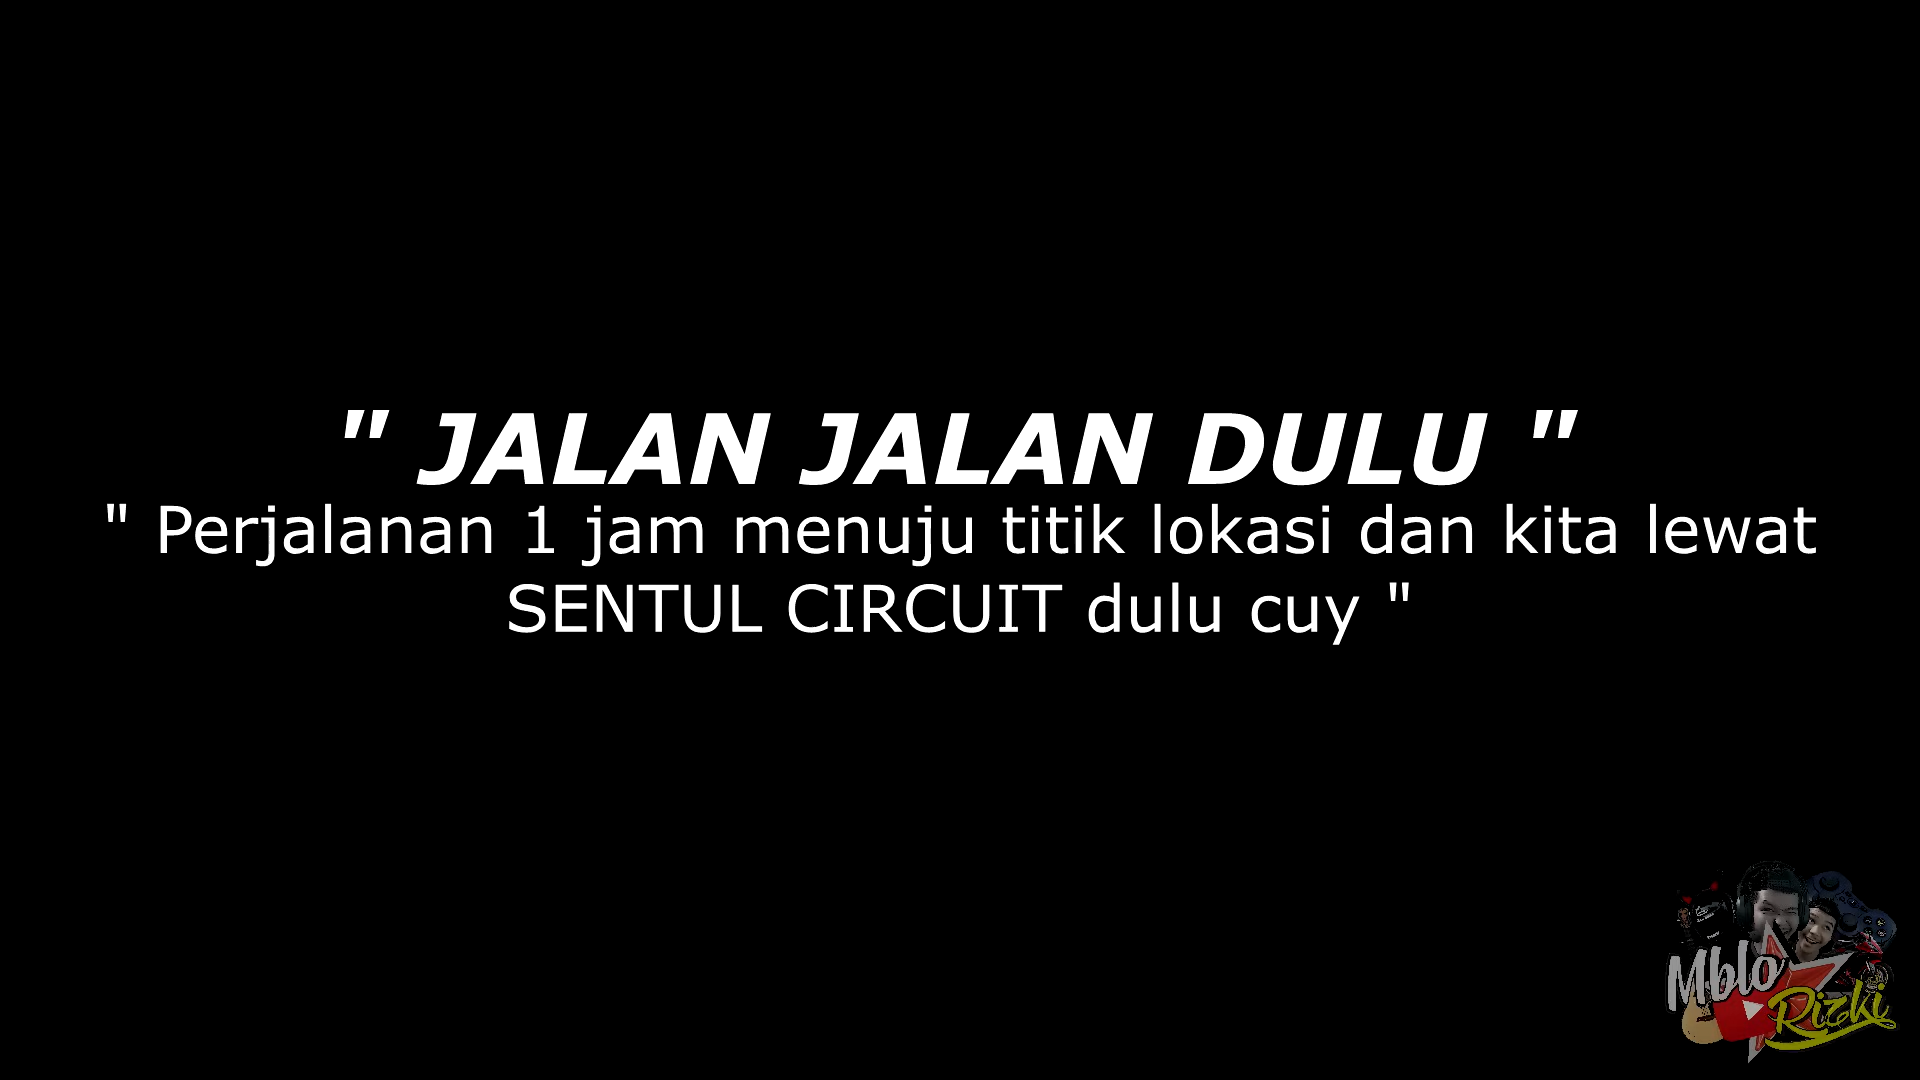 " JALAN JALAN DULU "
" Perjalanan 1 jam menuju titik lokasi dan kita lewat
SENTUL CIRCUIT dulu cuy "
Mblo
Rizki